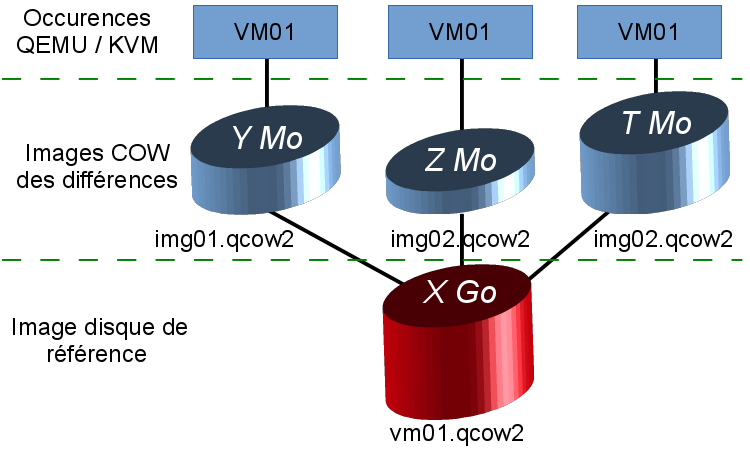 Occurences
QEMU / KVM
VM01
VM01
VM01
Images COW
des différences
Y Mo
Z Mo
T Mo
img01.qcow2
img02.qcow2
img02.qcow2
Image disque de
référence
X Go
vm01.qcow2